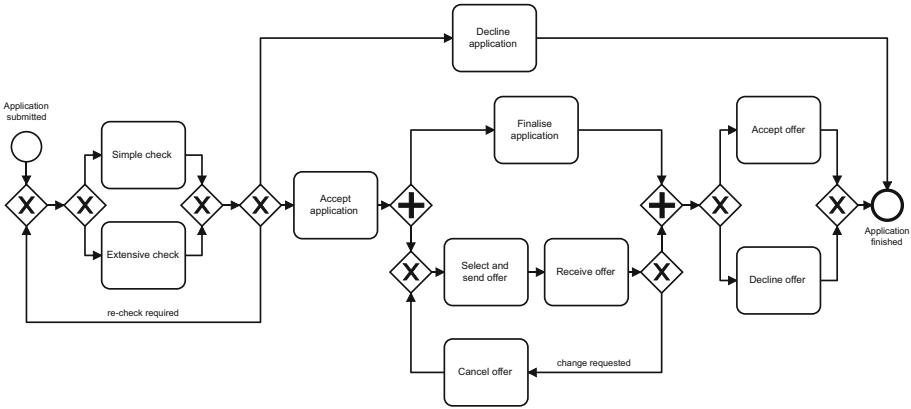 Decline
application
Application
submitted
Finalise
application
Accept offer
Simple check
Accept
application
Extensive check
Application
finished
Select and
send offer
Receive offer
Decline offer
re-check required
change requested
Cancel offer